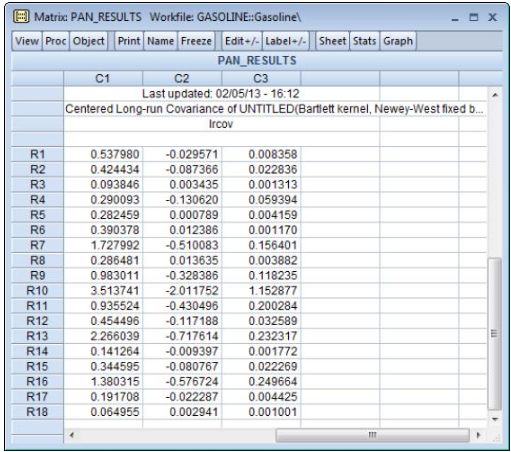 Matrix: PAN_RESULTS Workfile: GASOLINE::Gasoline\
View Proc Object Print Name Freeze Edit+/- Label+/- Sheet Stats Graph
PAN_RESULTS
C1 C2 C3
Last updated: 02/05/13 - 16:12
Centered Long-run Covariance of UNTITLED(Bartlett kernel, Newey-West fixed b...
lrcov
R1 0.537980 -0.029571 0.008358
R2 0.424434 -0.087366 0.022836
R3 0.093846 0.003435 0.001313
R4 0.290093 -0.130620 0.059394
R5 0.282459 0.000789 0.004159
R6 0.390378 0.012386 0.001170
R7 1.727992 -0.510083 0.156401
R8 0.286481 0.013635 0.003882
R9 0.983011 -0.328386 0.118235
R10 3.513741 -2.011752 1.152877
R11 0.935524 -0.430496 0.200284
R12 0.454496 -0.117188 0.032589
R13 2.266039 -0.717614 0.232317
R14 0.141264 -0.009397 0.001772
R15 0.344595 -0.080767 0.022269
R16 1.380315 -0.576724 0.249664
R17 0.191708 -0.022287 0.004425
R18 0.064955 0.002941 0.001001